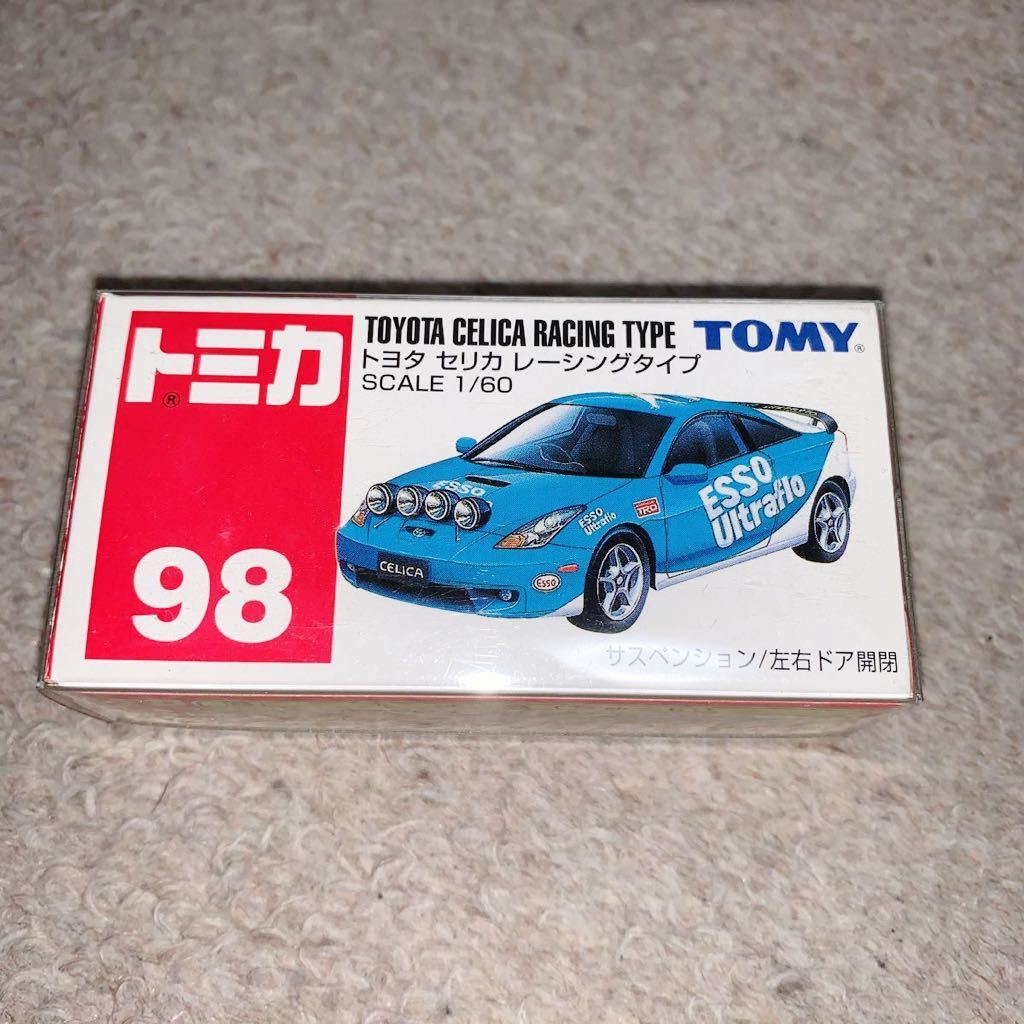 トミカ®
98
TOYOTA CELICA RACING TYPE
トヨタ セリカ レーシングタイプ
SCALE 1/60
TOMY®
ESSO
ESSO
Ultraflo
TRD
ESSO
Ultraflo
CELICA
Esso
サスペンション/左右ドア開閉